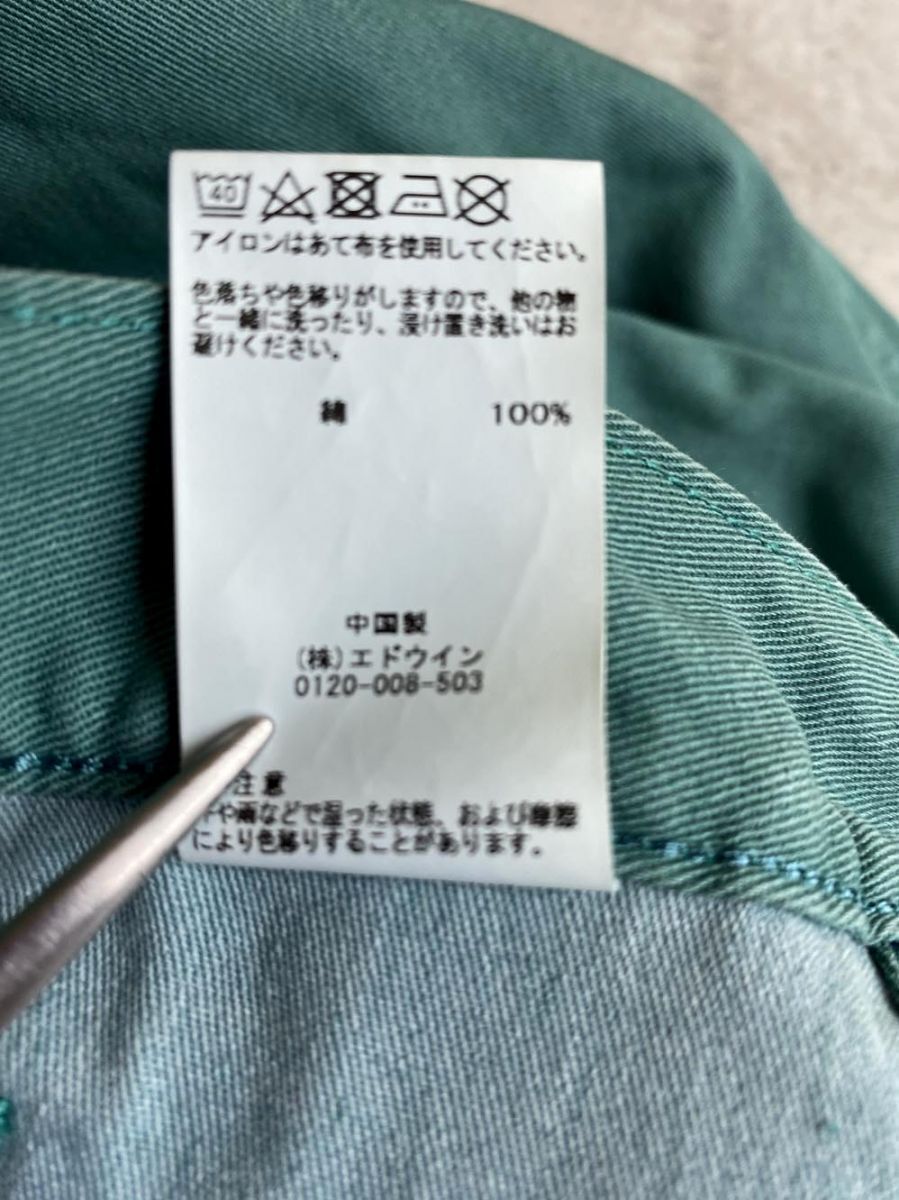 40
アイロンはあて布を使用してください。
色落ちや色移りがしますので、他の物
と一緒に洗ったり、浸け置き洗いはお
避けください。
綿 100%
中国製
(株)エドウイン
0120-008-503
注意
や雨などで湿った状態、および摩擦
により色移りすることがあります。